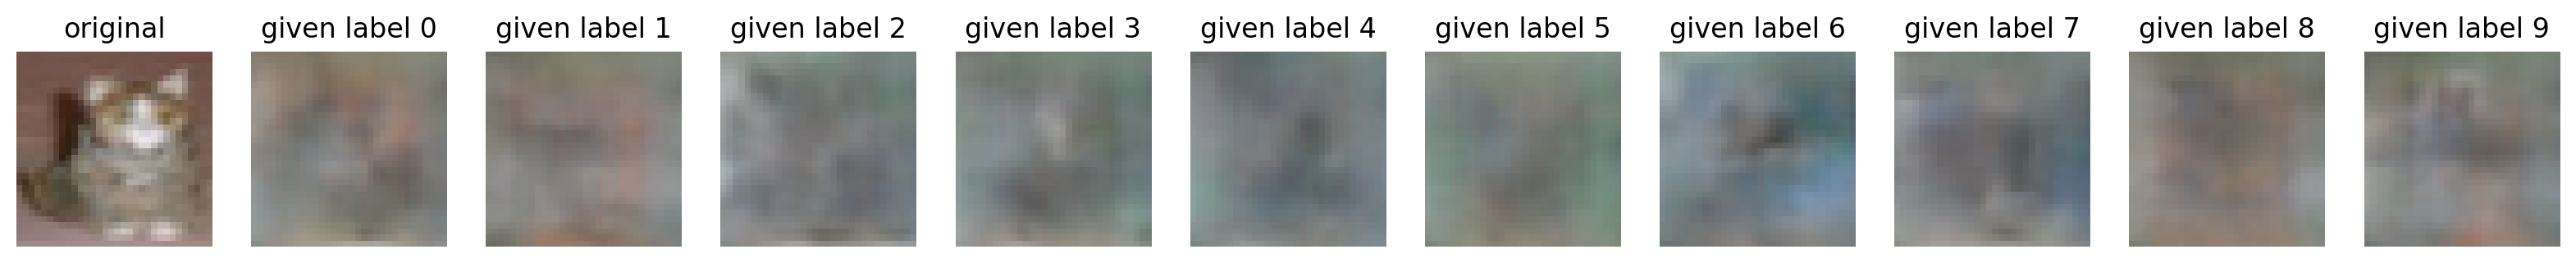 original
given label 0
given label 1
given label 2
given label 3
given label 4
given label 5
given label 6
given label 7
given label 8
given label 9